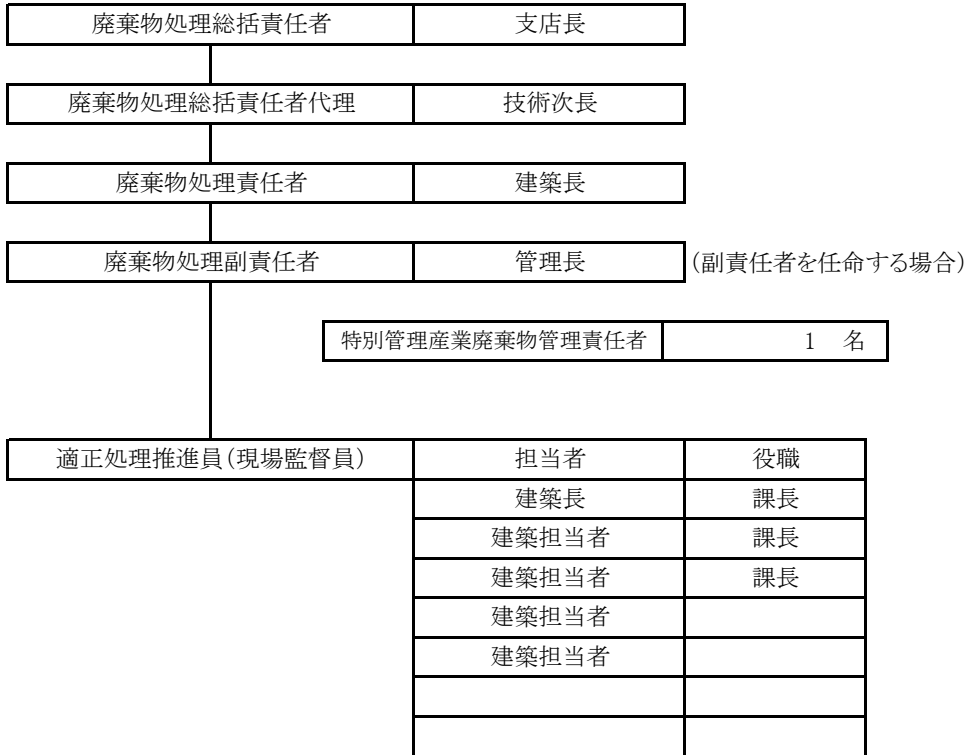 廃棄物処理総括責任者 支店長
廃棄物処理総括責任者代理 技術次長
廃棄物処理責任者 建築長
廃棄物処理副責任者 管理長 (副責任者を任命する場合)
特別管理産業廃棄物管理責任者 1 名
適正処理推進員(現場監督員) 担当者 役職
建築長 課長
建築担当者 課長
建築担当者 課長
建築担当者
建築担当者